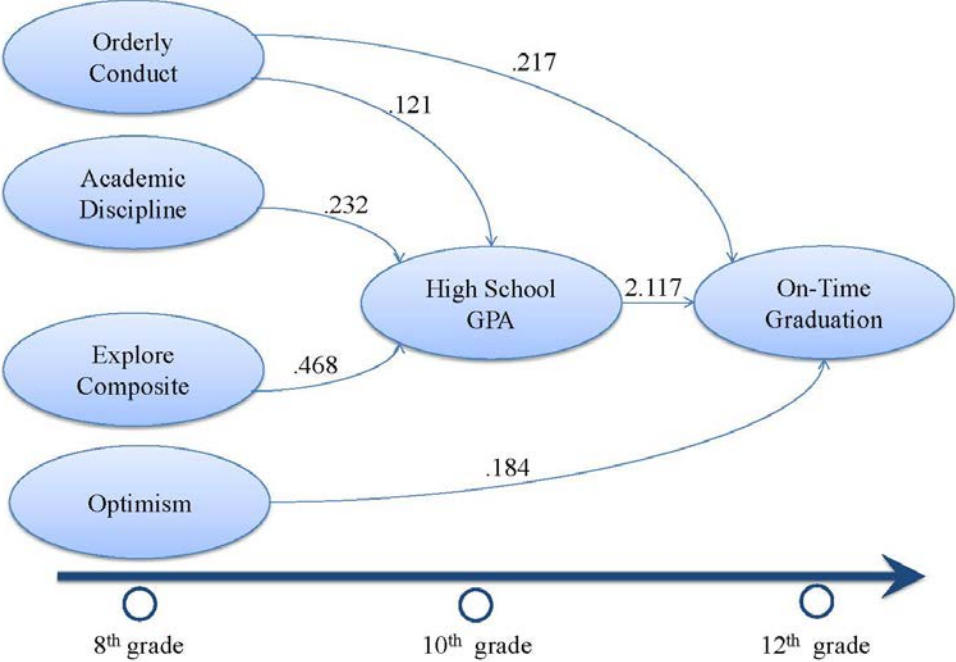 Orderly
Conduct
.217
.121
Academic
Discipline
.232
High School
GPA
2.117
On-Time
Graduation
Explore
Composite
.468
.184
Optimism
8th grade
10th grade
12th grade